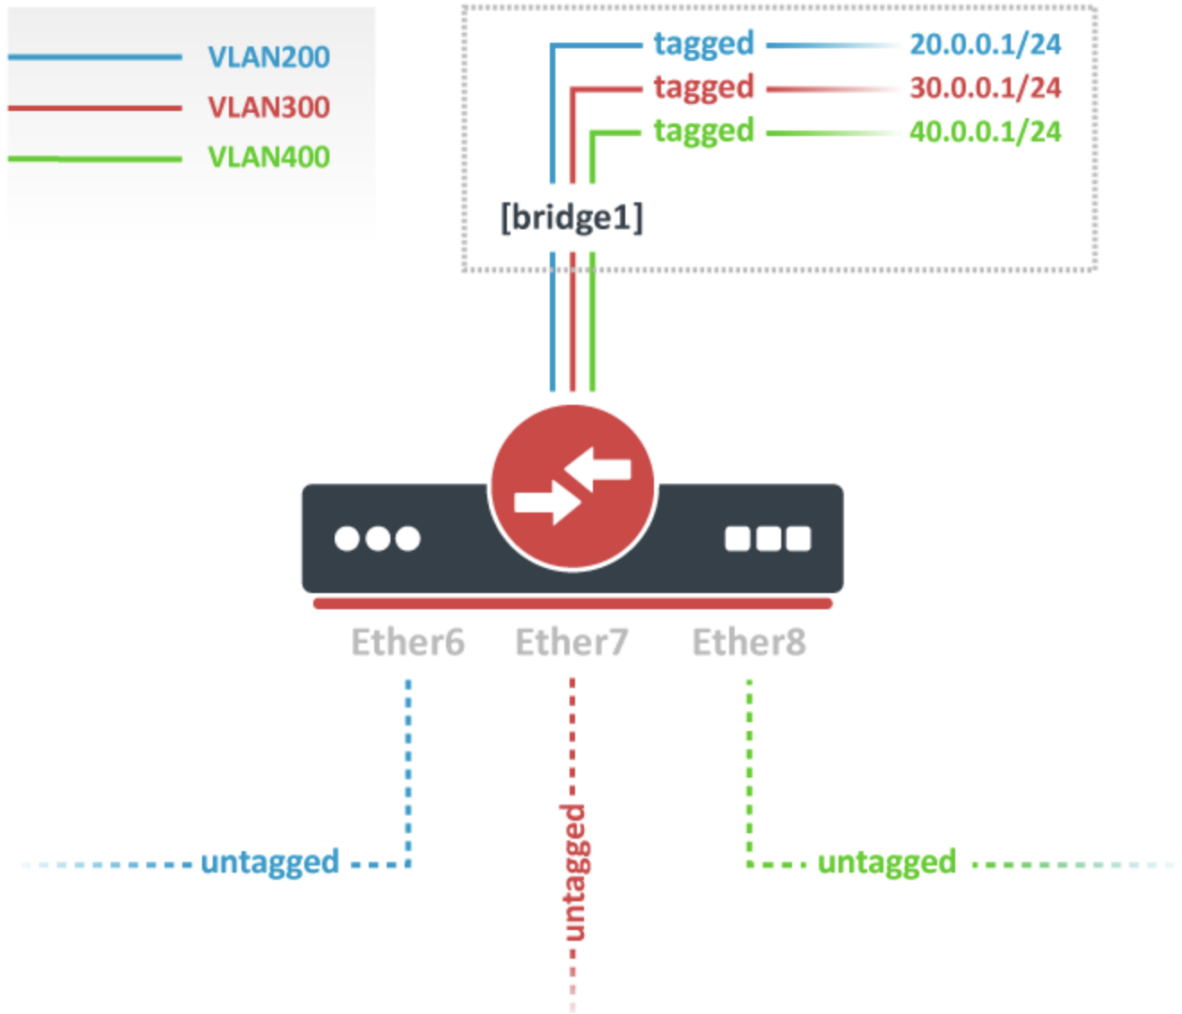 VLAN200
VLAN300
VLAN400
tagged 20.0.0.1/24
tagged 30.0.0.1/24
tagged 40.0.0.1/24
[bridge1]
Ether6 Ether7 Ether8
untagged
untagged
untagged